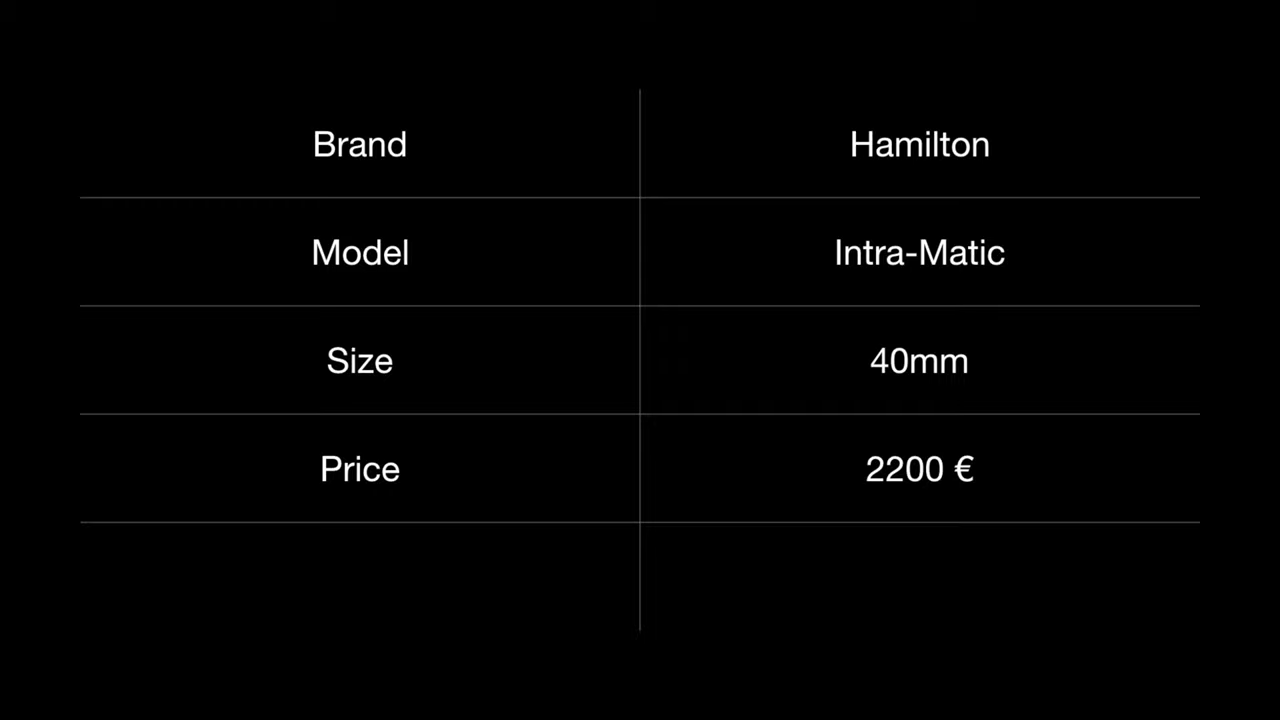 Brand Hamilton
Model Intra-Matic
Size 40mm
Price 2200 €